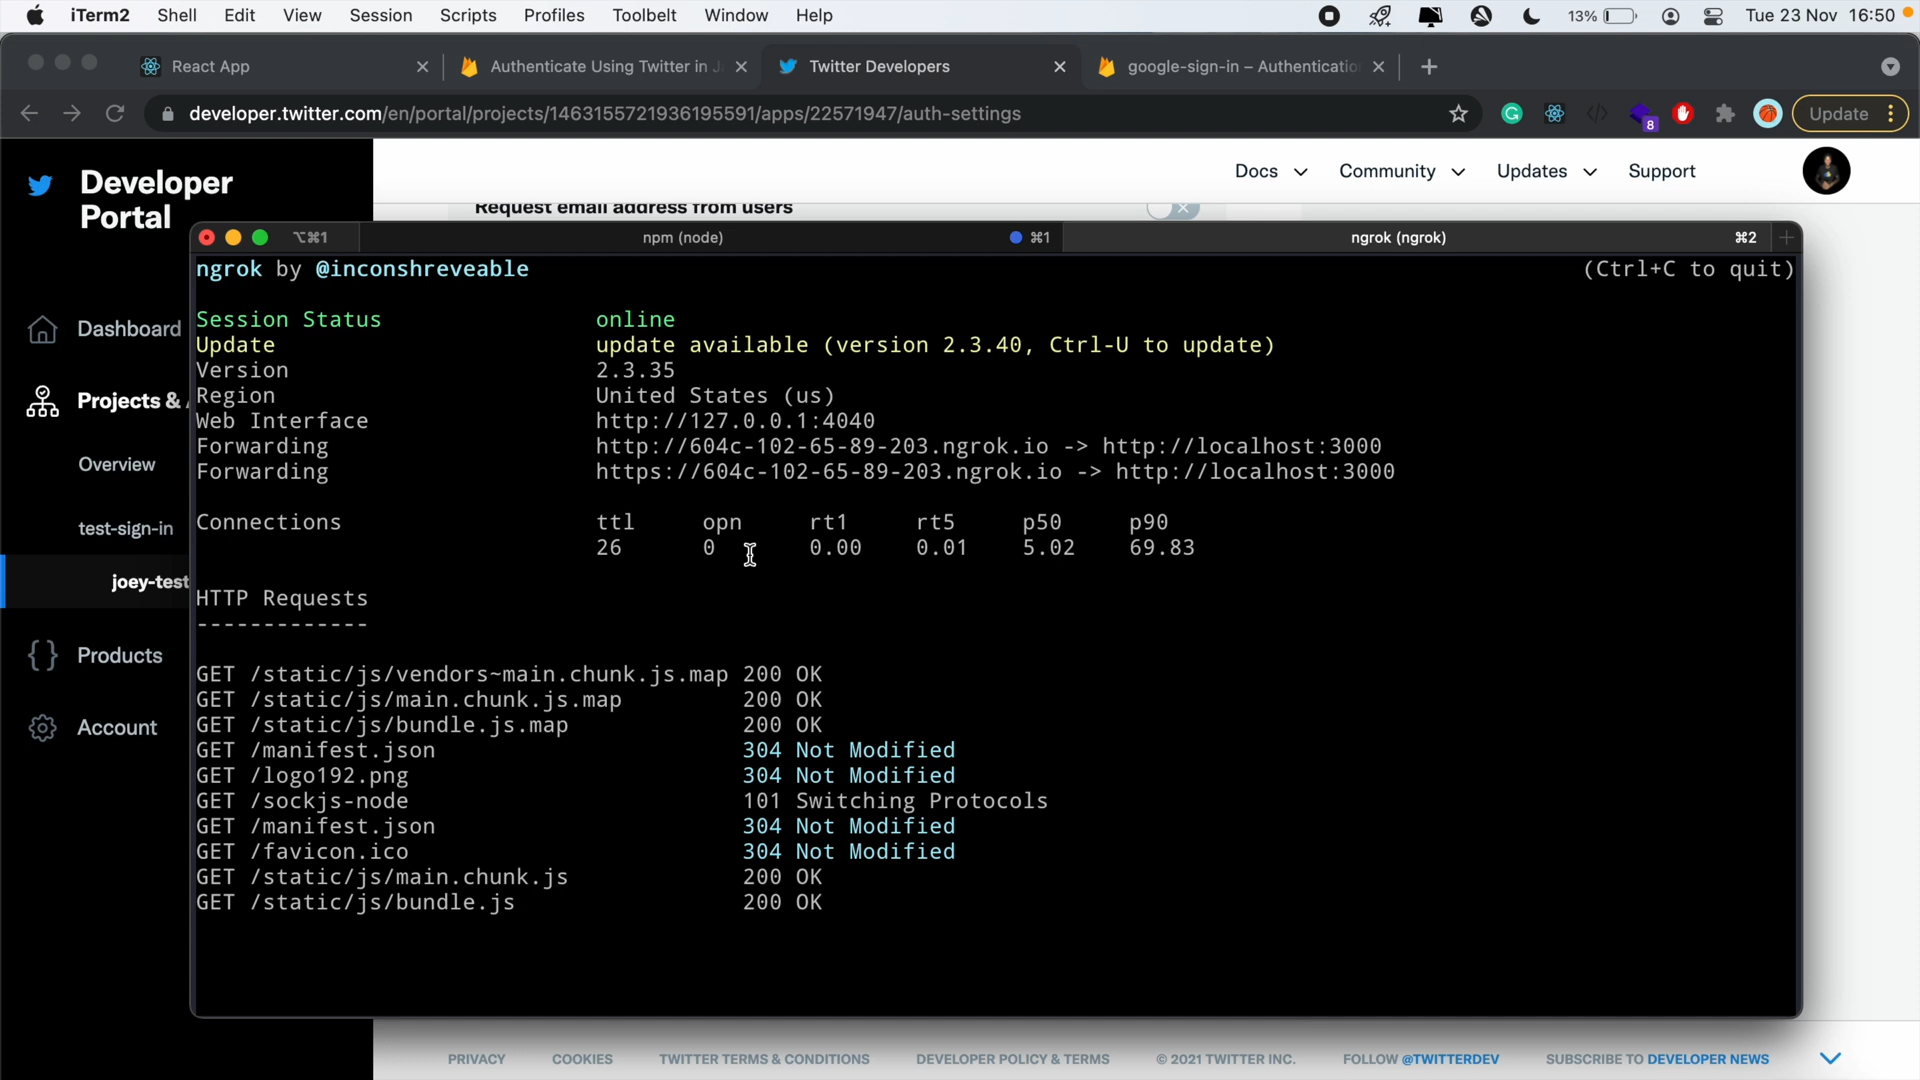 iTerm2 Shell Edit View Session Scripts Profiles Toolbelt Window Help 13% Tue 23 Nov 16:50
React App Authenticate Using Twitter in J Twitter Developers google-sign-in – Authenticatio
developer.twitter.com/en/portal/projects/1463155721936195591/apps/22571947/auth-settings 8 Update
Developer
Portal
Docs Community Updates Support
Request email address from users
⌥⌘1 npm (node) ⌘1 ngrok (ngrok) ⌘2
ngrok by @inconshreveable (Ctrl+C to quit)
Session Status online
Update update available (version 2.3.40, Ctrl-U to update)
Version 2.3.35
Region United States (us)
Web Interface http://127.0.0.1:4040
Forwarding http://604c-102-65-89-203.ngrok.io -> http://localhost:3000
Forwarding https://604c-102-65-89-203.ngrok.io -> http://localhost:3000
Connections ttl opn rt1 rt5 p50 p90
26 0 0.00 0.01 5.02 69.83
HTTP Requests
-------------
GET /static/js/vendors~main.chunk.js.map 200 OK
GET /static/js/main.chunk.js.map 200 OK
GET /static/js/bundle.js.map 200 OK
GET /manifest.json 304 Not Modified
GET /logo192.png 304 Not Modified
GET /sockjs-node 101 Switching Protocols
GET /manifest.json 304 Not Modified
GET /favicon.ico 304 Not Modified
GET /static/js/main.chunk.js 200 OK
GET /static/js/bundle.js 200 OK
Dashboard
Projects &
Overview
test-sign-in
joey-test
Products
Account
PRIVACY COOKIES TWITTER TERMS & CONDITIONS DEVELOPER POLICY & TERMS © 2021 TWITTER INC. FOLLOW @TWITTERDEV SUBSCRIBE TO DEVELOPER NEWS